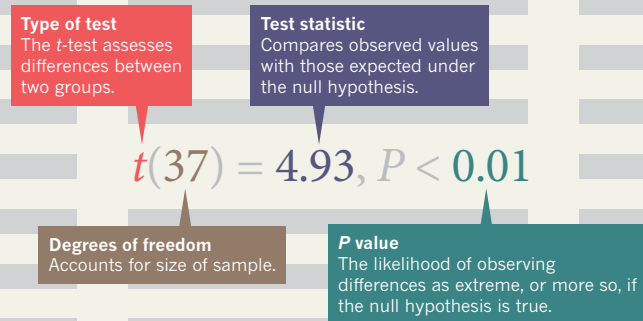 Type of test
The t-test assesses
differences between
two groups.
Test statistic
Compares observed values
with those expected under
the null hypothesis.
t(37) = 4.93, P < 0.01
Degrees of freedom
Accounts for size of sample.
P value
The likelihood of observing
differences as extreme, or more so, if
the null hypothesis is true.